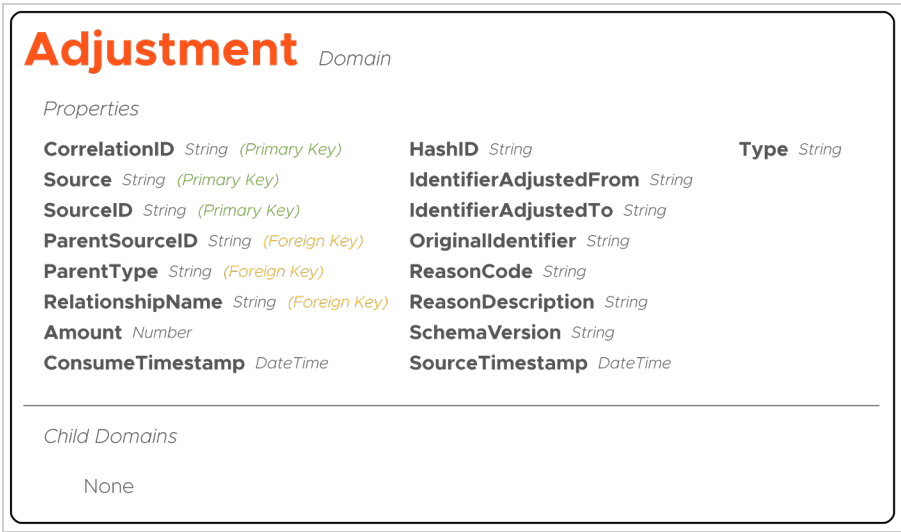 Adjustment Domain
Properties
CorrelationID String (Primary Key)
Source String (Primary Key)
SourceID String (Primary Key)
ParentSourceID String (Foreign Key)
ParentType String (Foreign Key)
RelationshipName String (Foreign Key)
Amount Number
ConsumeTimestamp DateTime
HashID String
IdentifierAdjustedFrom String
IdentifierAdjustedTo String
OriginalIdentifier String
ReasonCode String
ReasonDescription String
SchemaVersion String
SourceTimestamp DateTime
Type String
Child Domains
None